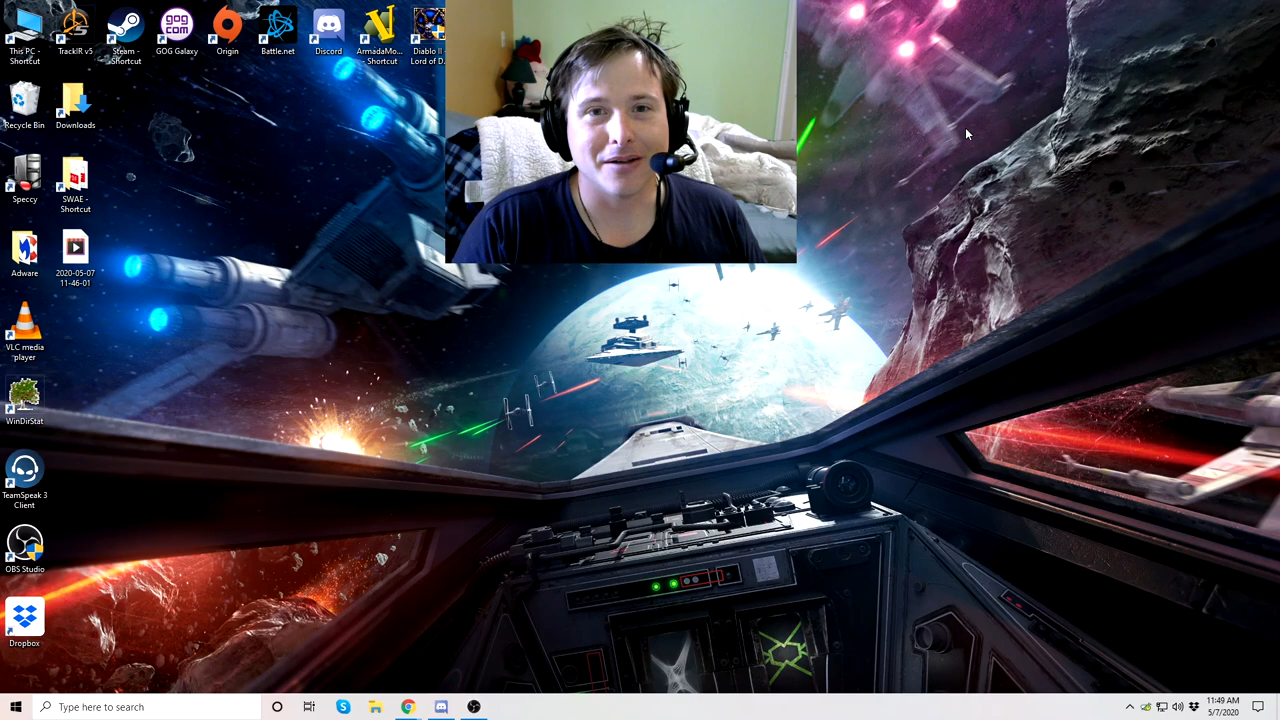 This PC -
Shortcut
TrackIR v5
Steam -
Shortcut
gog
com
GOG Galaxy
Origin
Battle.net
Discord
ArmadaMo...
- Shortcut
Diablo II -
Lord of D...
Recycle Bin
Downloads
Speccy
SWAE -
Shortcut
Adware
2020-05-07
11-46-01
VLC media
player
WinDirStat
TeamSpeak 3
Client
OBS Studio
Dropbox
Type here to search
11:49 AM
5/7/2020